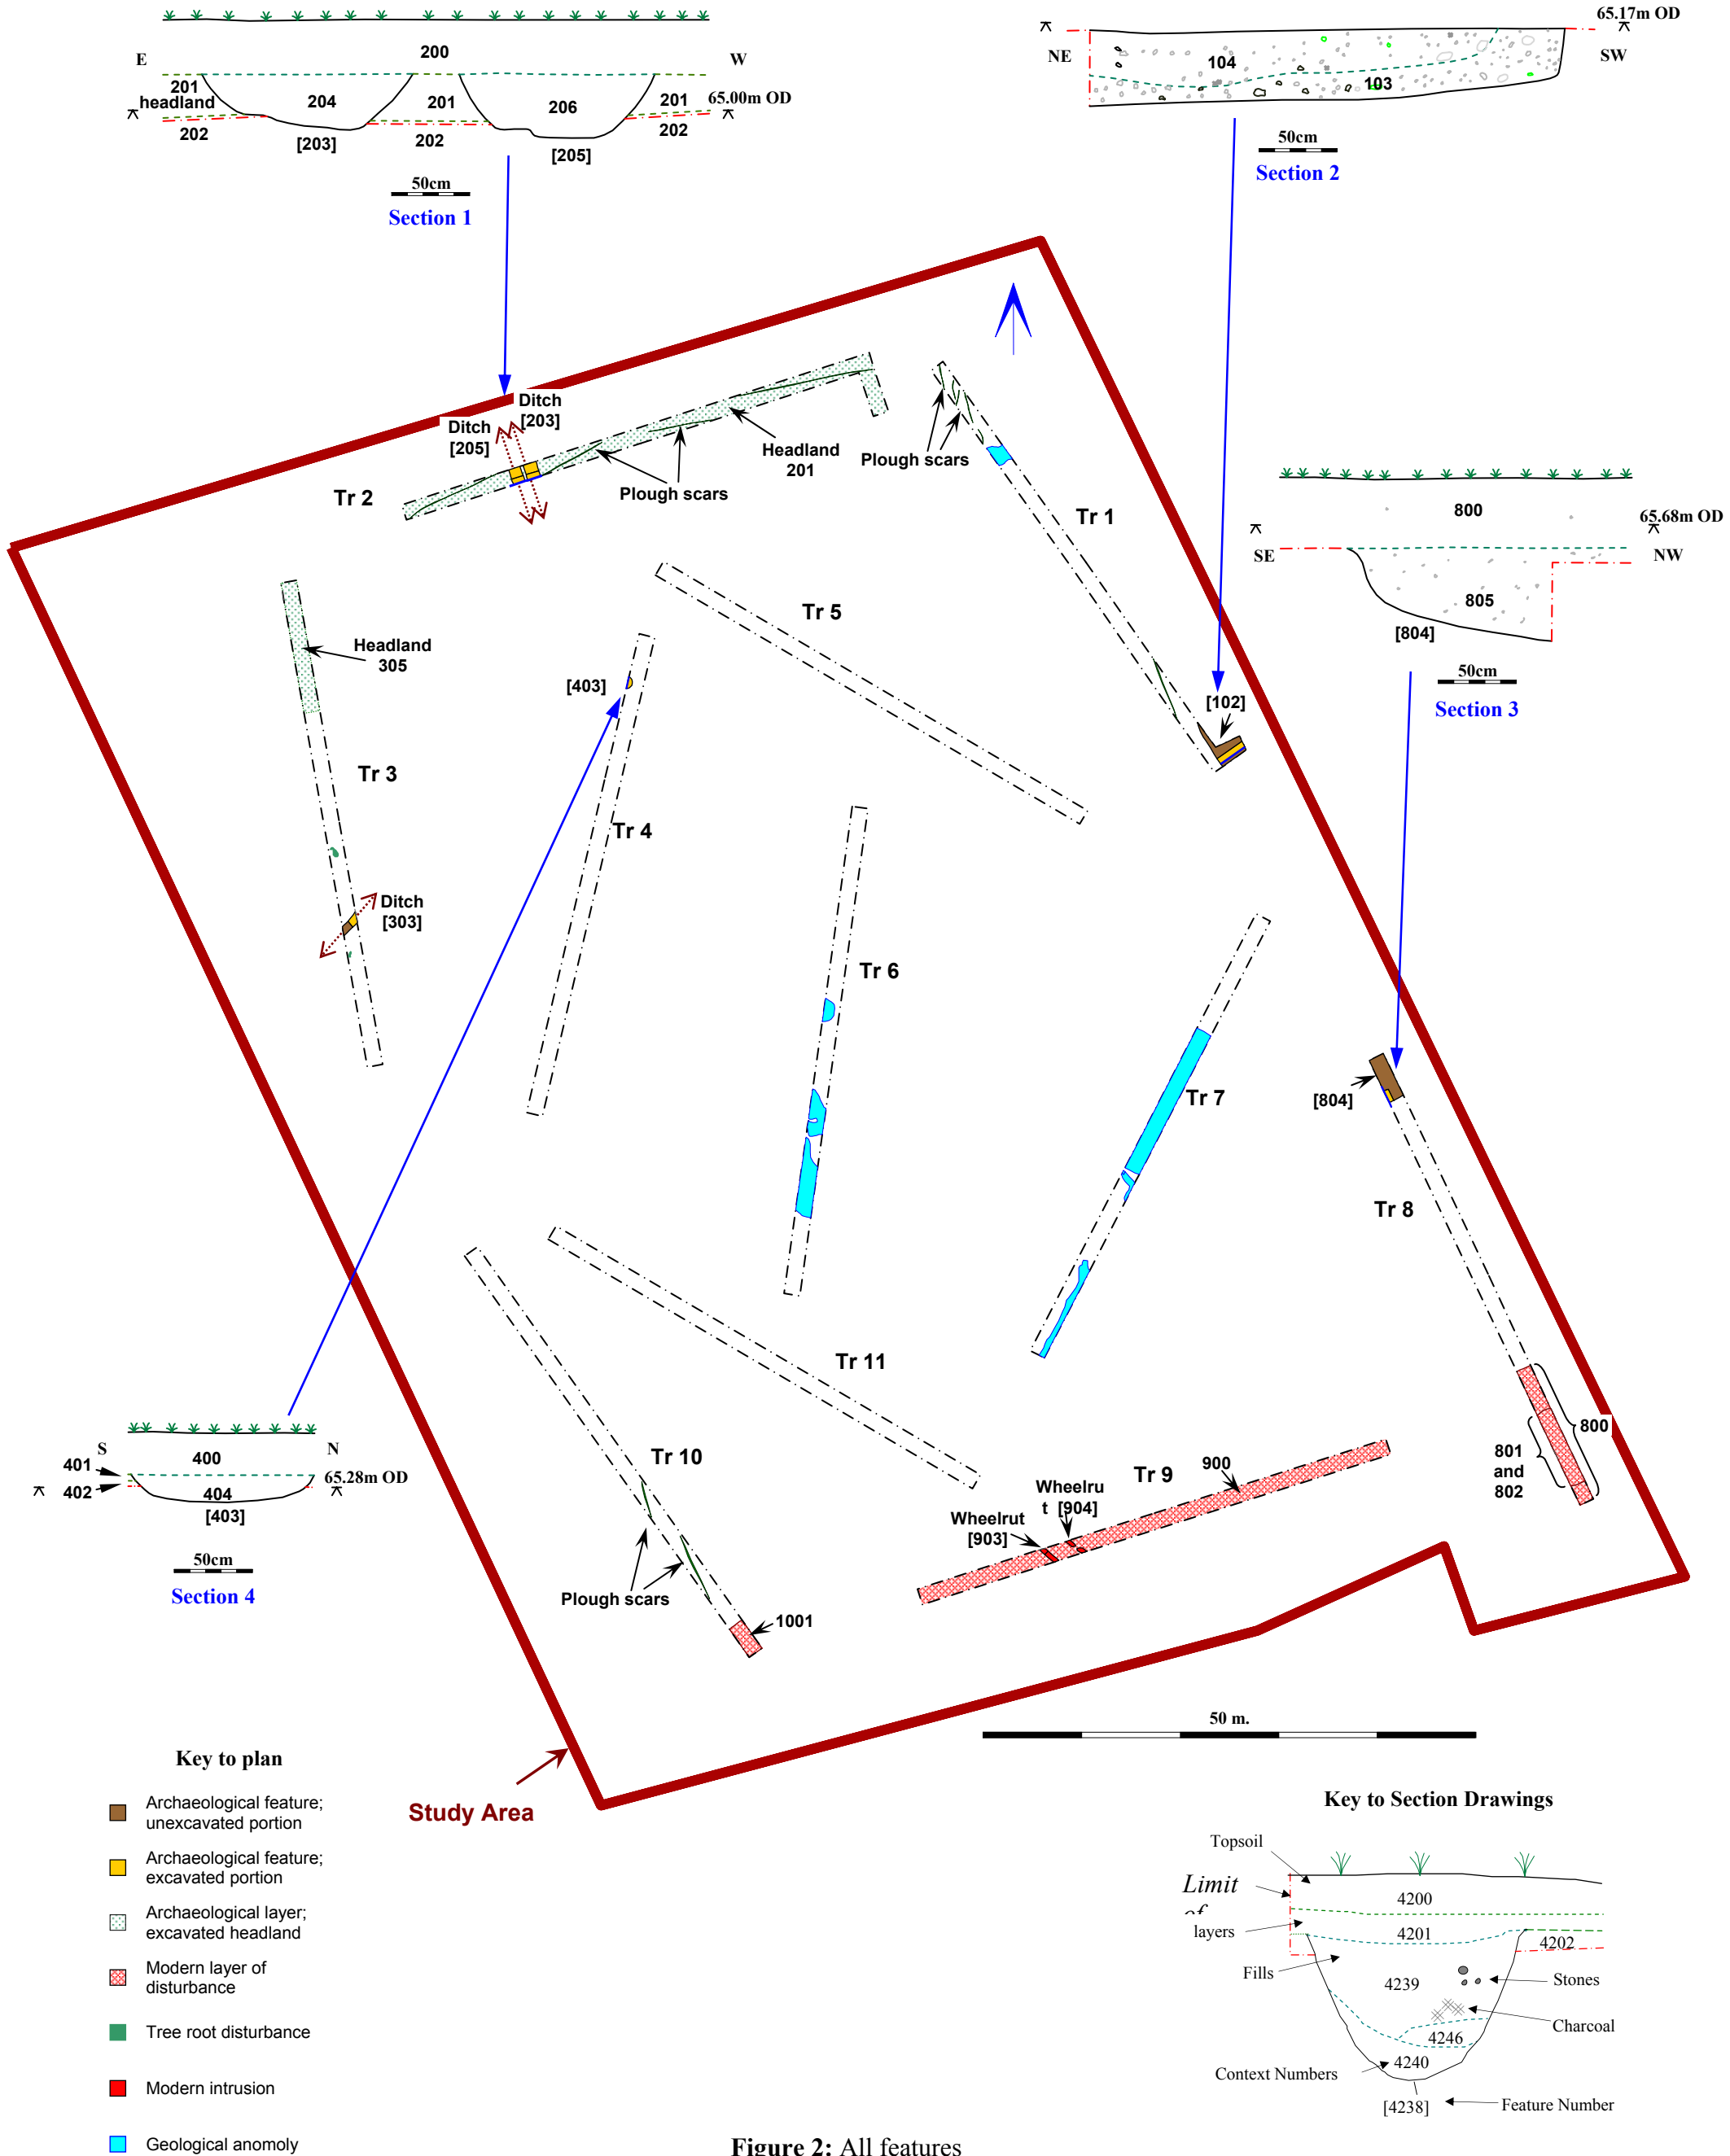 E
200
W
201
headland
204
201
206
201
65.00m OD
202
[203]
202
[205]
202
50cm
Section 1
65.17m OD
NE
104
SW
103
50cm
Section 2
Ditch
[203]
Ditch
[205]
Headland
201
Plough scars
Plough scars
Tr 2
Tr 1
800
65.68m OD
SE
NW
805
[804]
50cm
Section 3
Tr 5
Headland
305
[403]
[102]
Tr 3
Tr 4
Ditch
[303]
Tr 6
Tr 7
[804]
Tr 8
Tr 11
800
801
and
802
S
400
N
401
65.28m OD
402
404
[403]
50cm
Section 4
Tr 10
Tr 9
900
Wheelru
t [904]
Wheelrut
[903]
Plough scars
1001
50 m.
Study Area
Key to plan
Archaeological feature;
unexcavated portion
Archaeological feature;
excavated portion
Archaeological layer;
excavated headland
Modern layer of
disturbance
Tree root disturbance
Modern intrusion
Geological anomoly
Key to Section Drawings
Topsoil
Limit
of
4200
layers
4201
4202
Fills
4239
Stones
Charcoal
4246
4240
Context Numbers
[4238]
Feature Number
Figure 2: All features